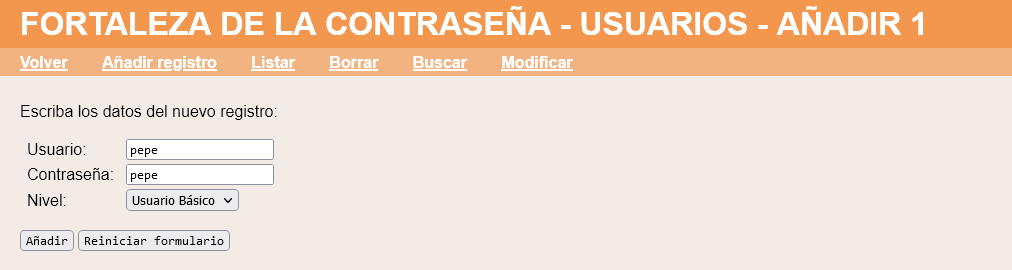 FORTALEZA DE LA CONTRASEÑA - USUARIOS - AÑADIR 1
Volver Añadir registro Listar Borrar Buscar Modificar
Escriba los datos del nuevo registro:
Usuario: pepe
Contraseña: pepe
Nivel: Usuario Básico
Añadir Reiniciar formulario